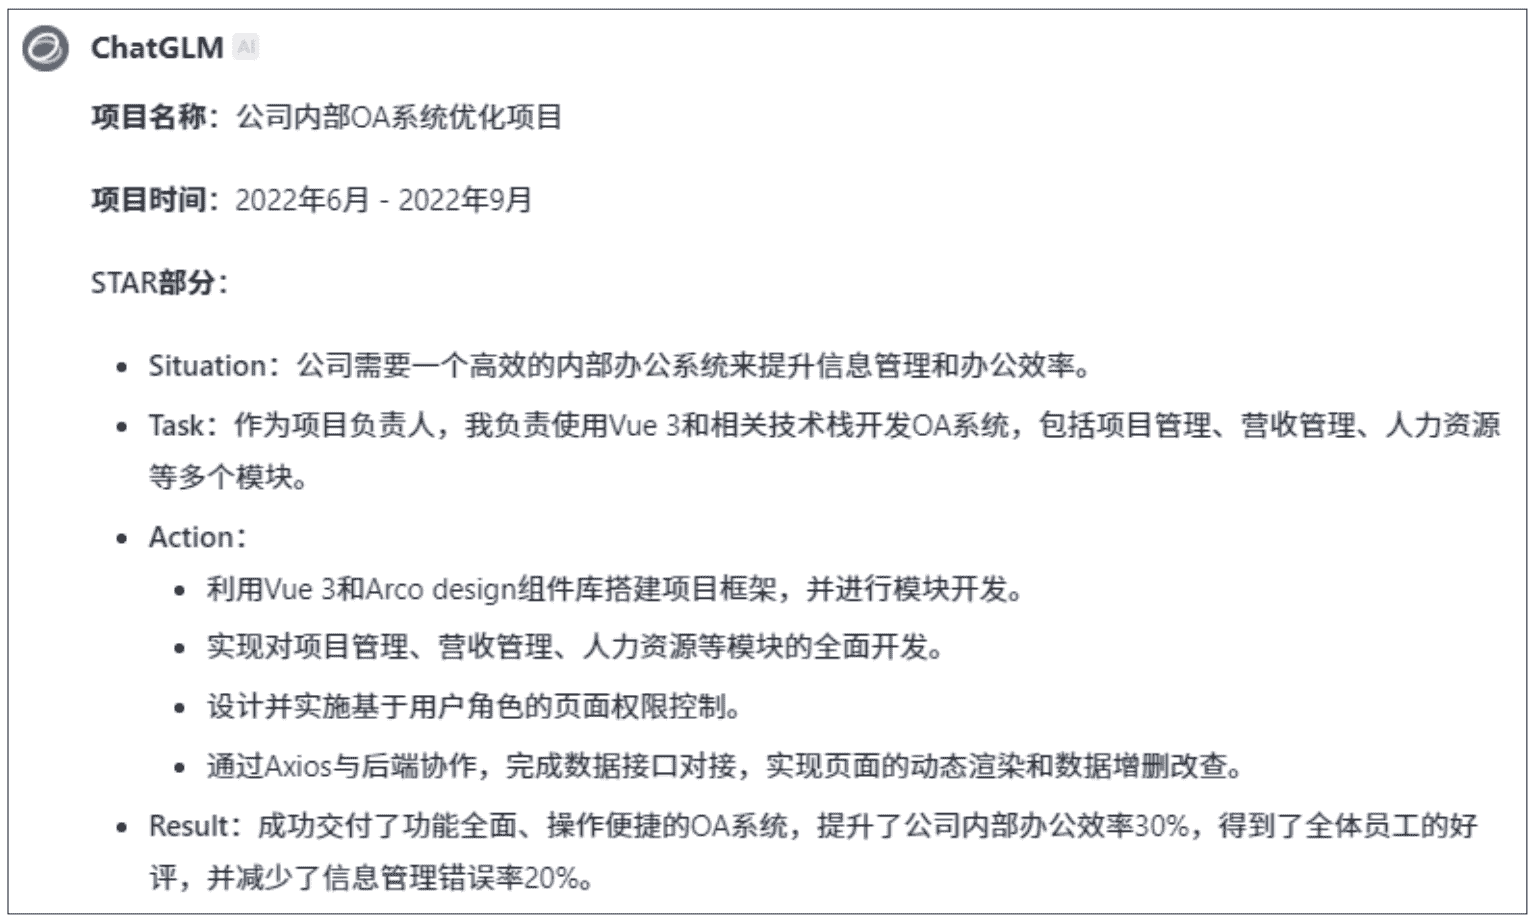 ChatGLM AI
项目名称：公司内部OA系统优化项目
项目时间：2022年6月 - 2022年9月
STAR部分：
• Situation：公司需要一个高效的内部办公系统来提升信息管理和办公效率。
• Task：作为项目负责人，我负责使用Vue 3和相关技术栈开发OA系统，包括项目管理、营收管理、人力资源
等多个模块。
• Action：
• 利用Vue 3和Arco design组件库搭建项目框架，并进行模块开发。
• 实现对项目管理、营收管理、人力资源等模块的全面开发。
• 设计并实施基于用户角色的页面权限控制。
• 通过Axios与后端协作，完成数据接口对接，实现页面的动态渲染和数据增删改查。
• Result：成功交付了功能全面、操作便捷的OA系统，提升了公司内部办公效率30%，得到了全体员工的好
评，并减少了信息管理错误率20%。